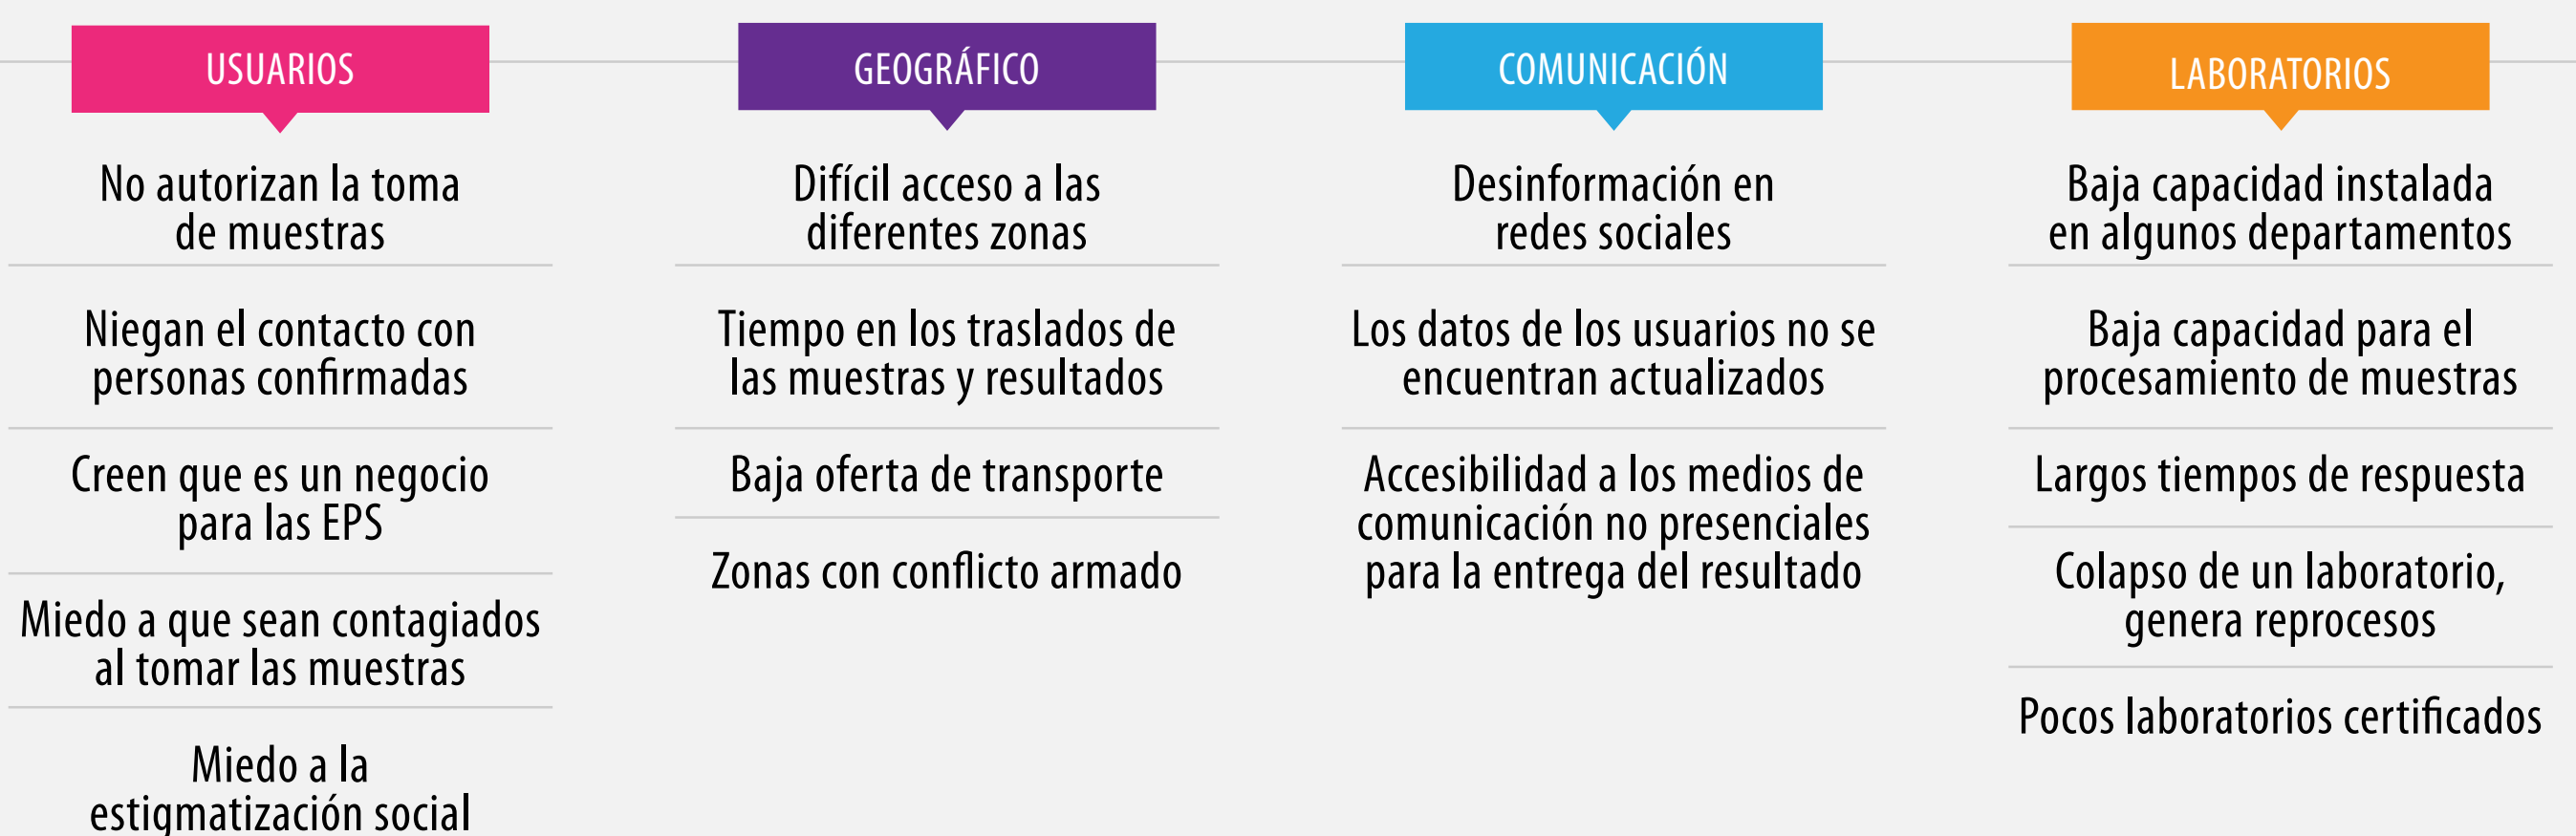 USUARIOS
No autorizan la toma
de muestras
Niegan el contacto con
personas confirmadas
Creen que es un negocio
para las EPS
Miedo a que sean contagiados
al tomar las muestras
Miedo a la
estigmatización social
GEOGRÁFICO
Difícil acceso a las
diferentes zonas
Tiempo en los traslados de
las muestras y resultados
Baja oferta de transporte
Zonas con conflicto armado
COMUNICACIÓN
Desinformación en
redes sociales
Los datos de los usuarios no se
encuentran actualizados
Accesibilidad a los medios de
comunicación no presenciales
para la entrega del resultado
LABORATORIOS
Baja capacidad instalada
en algunos departamentos
Baja capacidad para el
procesamiento de muestras
Largos tiempos de respuesta
Colapso de un laboratorio,
genera reprocesos
Pocos laboratorios certificados